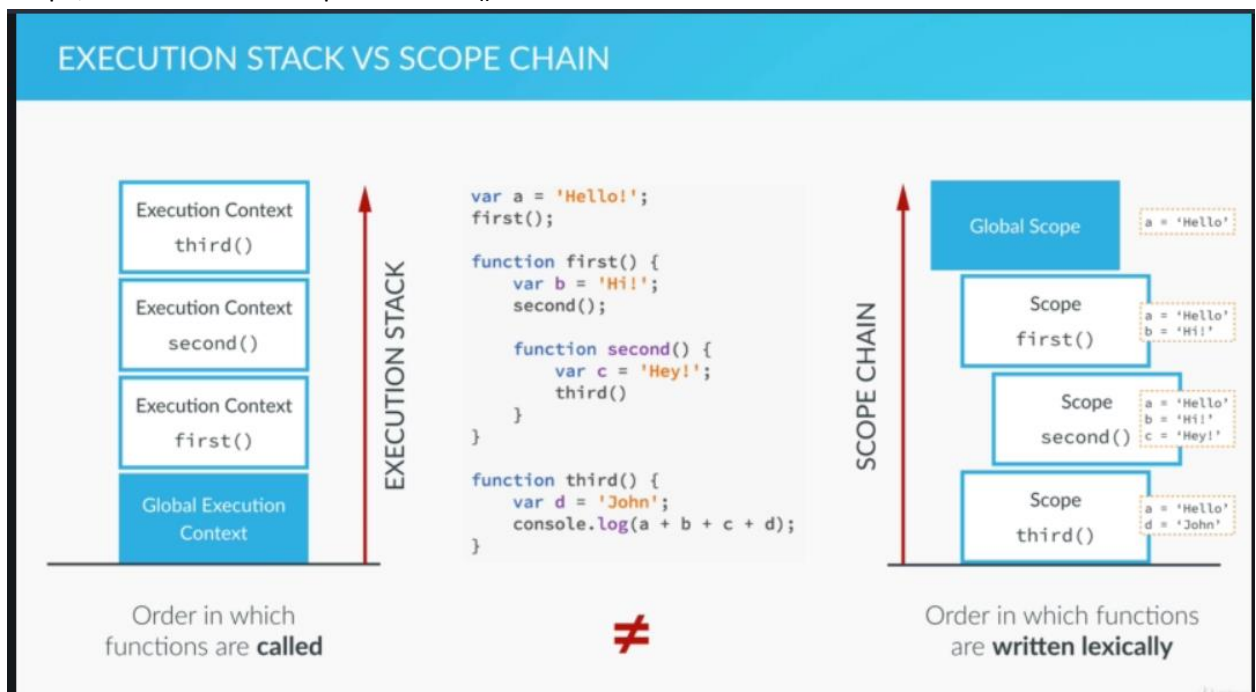 EXECUTION STACK VS SCOPE CHAIN
Execution Context
third()
Execution Context
second()
Execution Context
first()
Global Execution
Context
EXECUTION STACK
Order in which
functions are called
var a = 'Hello!';
first();
function first() {
var b = 'Hi!';
second();
function second() {
var c = 'Hey!';
third()
}
}
function third() {
var d = 'John';
console.log(a + b + c + d);
}
≠
SCOPE CHAIN
Global Scope
a = 'Hello'
Scope
first()
a = 'Hello'
b = 'Hi!'
Scope
second()
a = 'Hello'
b = 'Hi!'
c = 'Hey!'
Scope
third()
a = 'Hello'
d = 'John'
Order in which functions
are written lexically